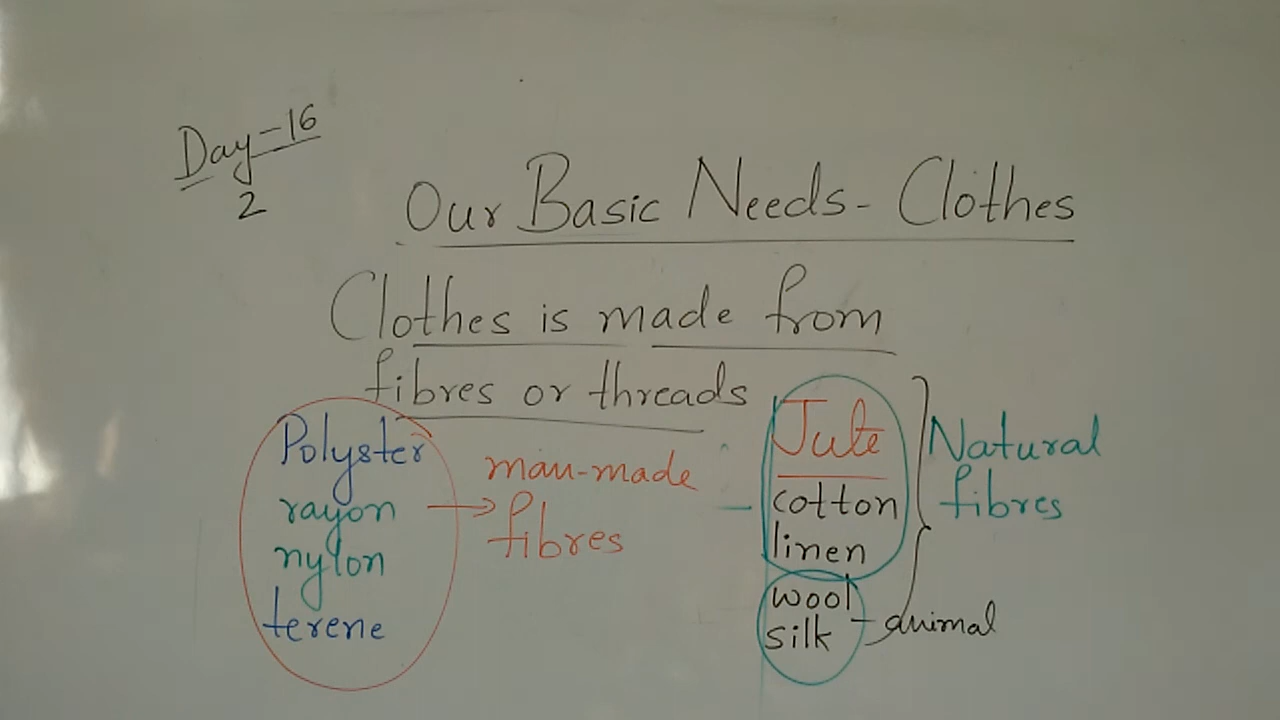 Day-16
2
Our Basic Needs- Clothes
Clothes is made from
fibres or threads
Polyster
rayon
nylon
terene
man-made
fibres
Jute
cotton
linen
wool
silk
animal
Natural
fibres